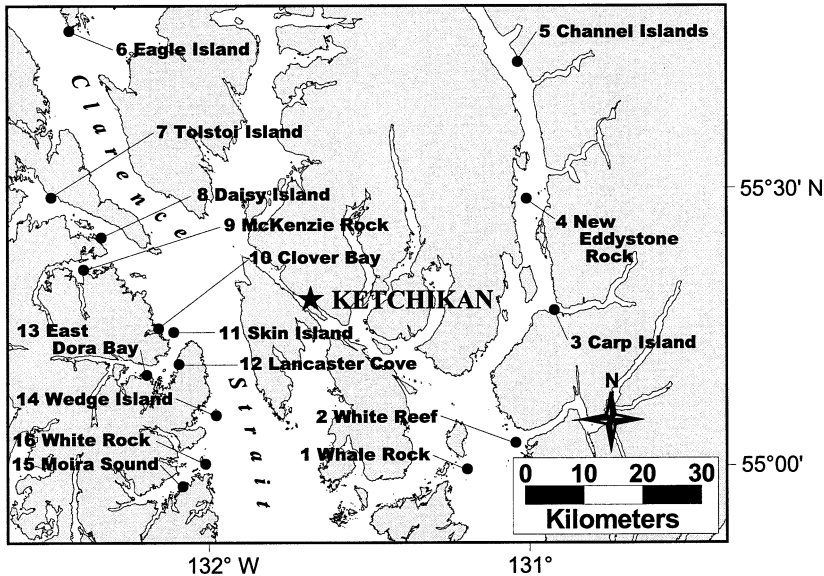 5 Channel Islands
6 Eagle Island
Clarence
7 Tolstoi Island
55°30' N
8 Daisy Island
9 McKenzie Rock
4 New
Eddystone
Rock
10 Clover Bay
KETCHIKAN
13 East
Dora Bay
11 Skin Island
3 Carp Island
12 Lancaster Cove
N
14 Wedge Island
Strait
2 White Reef
16 White Rock
1 Whale Rock
15 Moira Sound
55°00'
0 10 20 30
Kilometers
132° W
131°